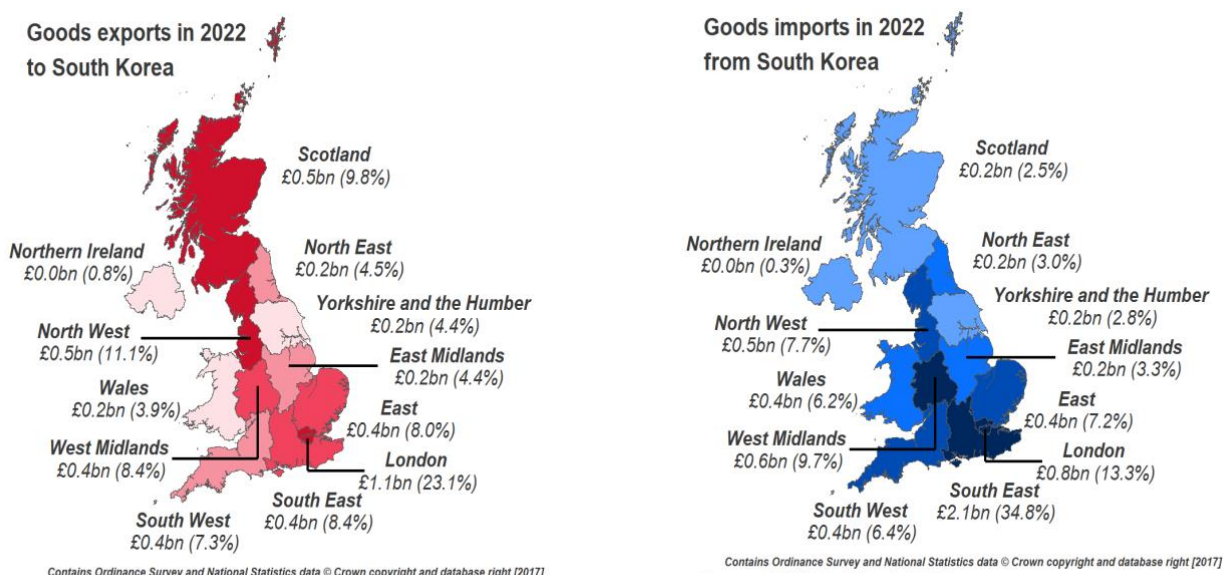 Goods exports in 2022
to South Korea
Scotland
£0.5bn (9.8%)
Northern Ireland
£0.0bn (0.8%)
North East
£0.2bn (4.5%)
Yorkshire and the Humber
£0.2bn (4.4%)
North West
£0.5bn (11.1%)
East Midlands
£0.2bn (4.4%)
Wales
£0.2bn (3.9%)
East
£0.4bn (8.0%)
West Midlands
£0.4bn (8.4%)
London
£1.1bn (23.1%)
South East
£0.4bn (8.4%)
South West
£0.4bn (7.3%)
Contains Ordinance Survey and National Statistics data © Crown copyright and database right [2017]
Goods imports in 2022
from South Korea
Scotland
£0.2bn (2.5%)
Northern Ireland
£0.0bn (0.3%)
North East
£0.2bn (3.0%)
Yorkshire and the Humber
£0.2bn (2.8%)
North West
£0.5bn (7.7%)
East Midlands
£0.2bn (3.3%)
Wales
£0.4bn (6.2%)
East
£0.4bn (7.2%)
West Midlands
£0.6bn (9.7%)
London
£0.8bn (13.3%)
South East
£2.1bn (34.8%)
South West
£0.4bn (6.4%)
Contains Ordinance Survey and National Statistics data © Crown copyright and database right [2017]